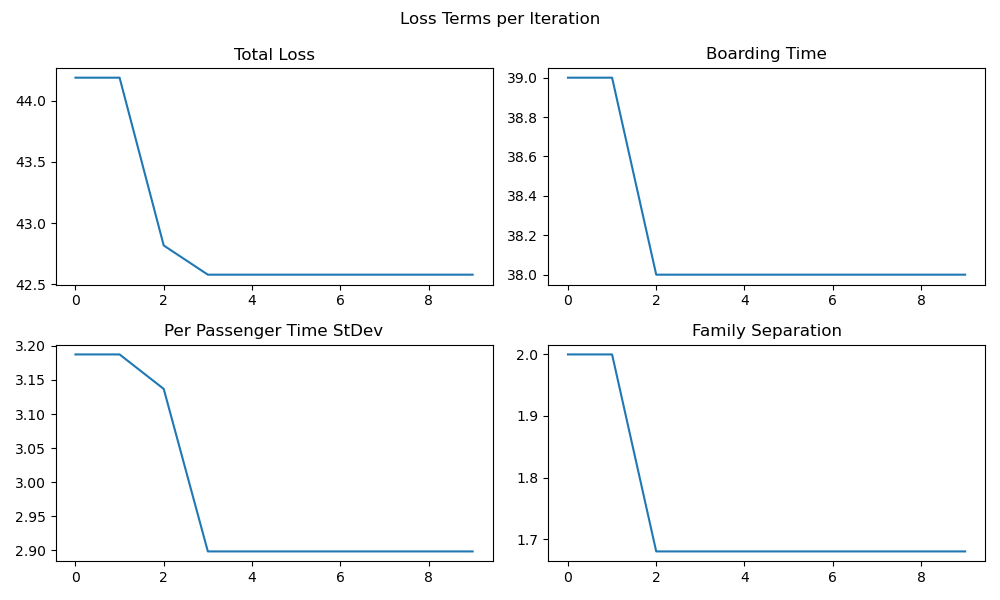 Loss Terms per Iteration
Total Loss
44.0
43.5
43.0
42.5
0 2 4 6 8
Boarding Time
39.0
38.8
38.6
38.4
38.2
38.0
0 2 4 6 8
Per Passenger Time StDev
3.20
3.15
3.10
3.05
3.00
2.95
2.90
0 2 4 6 8
Family Separation
2.0
1.9
1.8
1.7
0 2 4 6 8